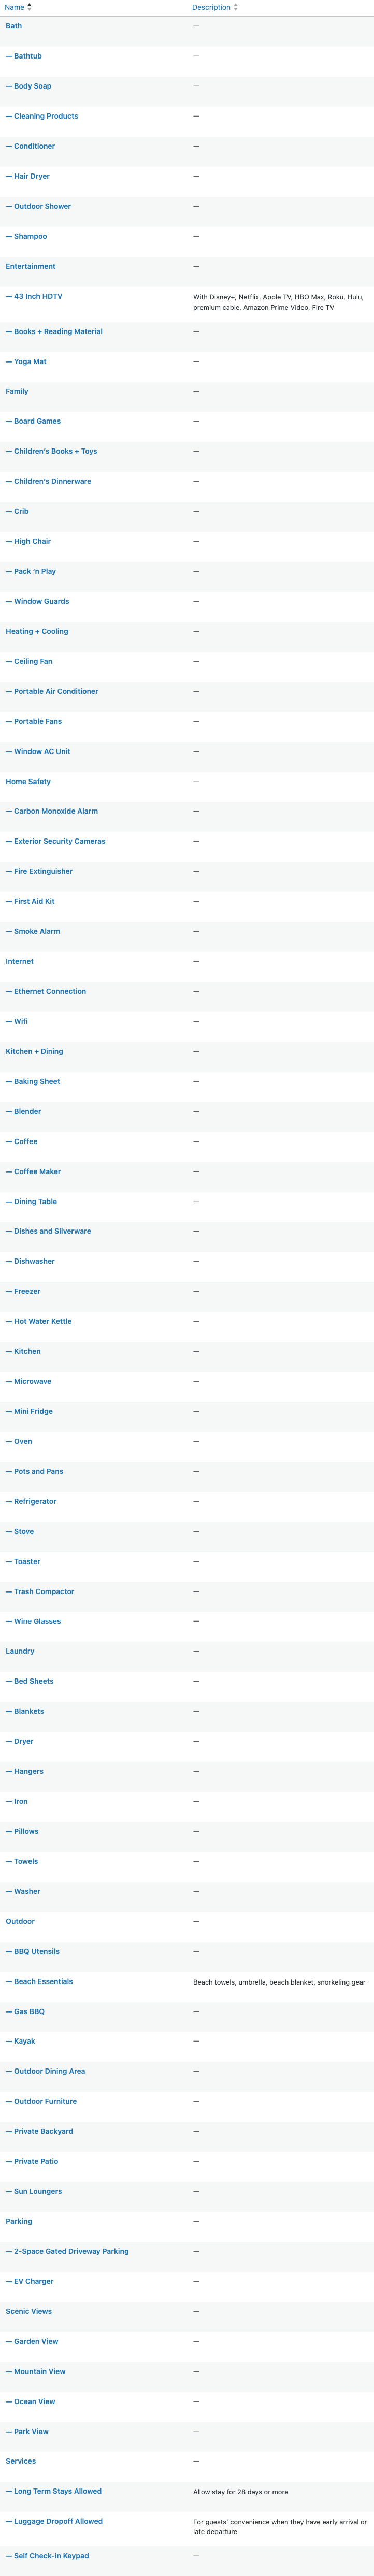 Name Description
Bath —
— Bathtub —
— Body Soap —
— Cleaning Products —
— Conditioner —
— Hair Dryer —
— Outdoor Shower —
— Shampoo —
Entertainment —
— 43 Inch HDTV With Disney+, Netflix, Apple TV, HBO Max, Roku, Hulu,
premium cable, Amazon Prime Video, Fire TV
— Books + Reading Material —
— Yoga Mat —
Family —
— Board Games —
— Children’s Books + Toys —
— Children’s Dinnerware —
— Crib —
— High Chair —
— Pack ‘n Play —
— Window Guards —
Heating + Cooling —
— Ceiling Fan —
— Portable Air Conditioner —
— Portable Fans —
— Window AC Unit —
Home Safety —
— Carbon Monoxide Alarm —
— Exterior Security Cameras —
— Fire Extinguisher —
— First Aid Kit —
— Smoke Alarm —
Internet —
— Ethernet Connection —
— Wifi —
Kitchen + Dining —
— Baking Sheet —
— Blender —
— Coffee —
— Coffee Maker —
— Dining Table —
— Dishes and Silverware —
— Dishwasher —
— Freezer —
— Hot Water Kettle —
— Kitchen —
— Microwave —
— Mini Fridge —
— Oven —
— Pots and Pans —
— Refrigerator —
— Stove —
— Toaster —
— Trash Compactor —
— Wine Glasses —
Laundry —
— Bed Sheets —
— Blankets —
— Dryer —
— Hangers —
— Iron —
— Pillows —
— Towels —
— Washer —
Outdoor —
— BBQ Utensils —
— Beach Essentials Beach towels, umbrella, beach blanket, snorkeling gear
— Gas BBQ —
— Kayak —
— Outdoor Dining Area —
— Outdoor Furniture —
— Private Backyard —
— Private Patio —
— Sun Loungers —
Parking —
— 2-Space Gated Driveway Parking —
— EV Charger —
Scenic Views —
— Garden View —
— Mountain View —
— Ocean View —
— Park View —
Services —
— Long Term Stays Allowed Allow stay for 28 days or more
— Luggage Dropoff Allowed For guests’ convenience when they have early arrival or
late departure
— Self Check-in Keypad —